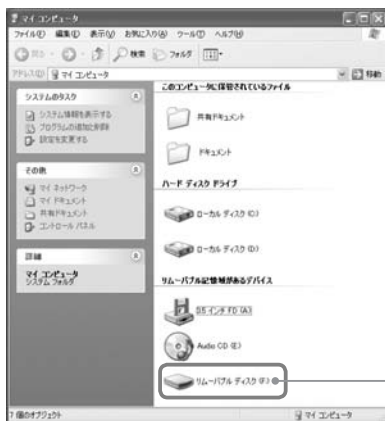 マイ コンピュータ
ファイル(F) 編集(E) 表示(V) お気に入り(A) ツール(T) ヘルプ(H)
戻る 検索 フォルダ
アドレス(D) マイ コンピュータ 移動
システムのタスク
システム情報を表示する
プログラムの追加と削除
設定を変更する
その他
マイ ネットワーク
マイ ドキュメント
共有ドキュメント
コントロール パネル
詳細
マイ コンピュータ
システム フォルダ
このコンピュータに保管されているファイル
共有ドキュメント
ドキュメント
ハード ディスク ドライブ
ローカル ディスク (C:)
ローカル ディスク (D:)
リムーバブル記憶域があるデバイス
3.5 インチ FD (A:)
Audio CD (E:)
リムーバブル ディスク (F:)
7 個のオブジェクト
マイ コンピュータ